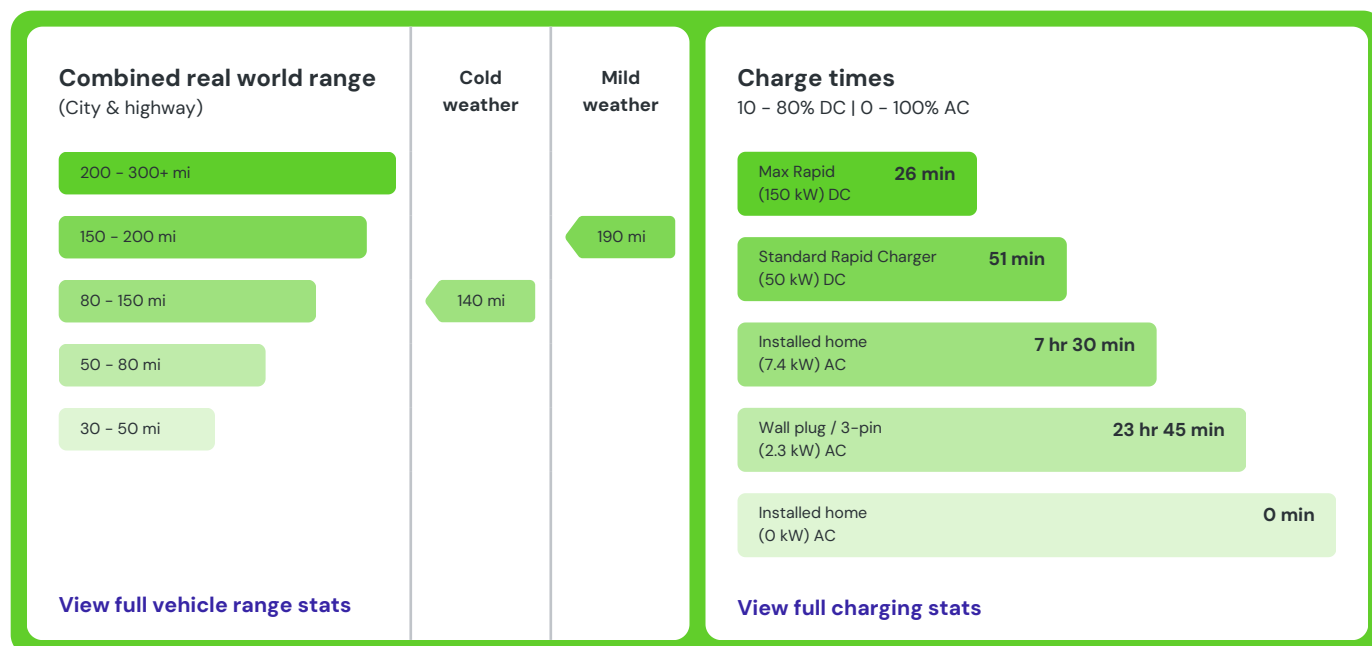 Combined real world range
(City & highway)
Cold
weather
Mild
weather
200 - 300+ mi
150 - 200 mi
190 mi
80 - 150 mi
140 mi
50 - 80 mi
30 - 50 mi
View full vehicle range stats
Charge times
10 - 80% DC | 0 - 100% AC
Max Rapid
(150 kW) DC
26 min
Standard Rapid Charger
(50 kW) DC
51 min
Installed home
(7.4 kW) AC
7 hr 30 min
Wall plug / 3-pin
(2.3 kW) AC
23 hr 45 min
Installed home
(0 kW) AC
0 min
View full charging stats